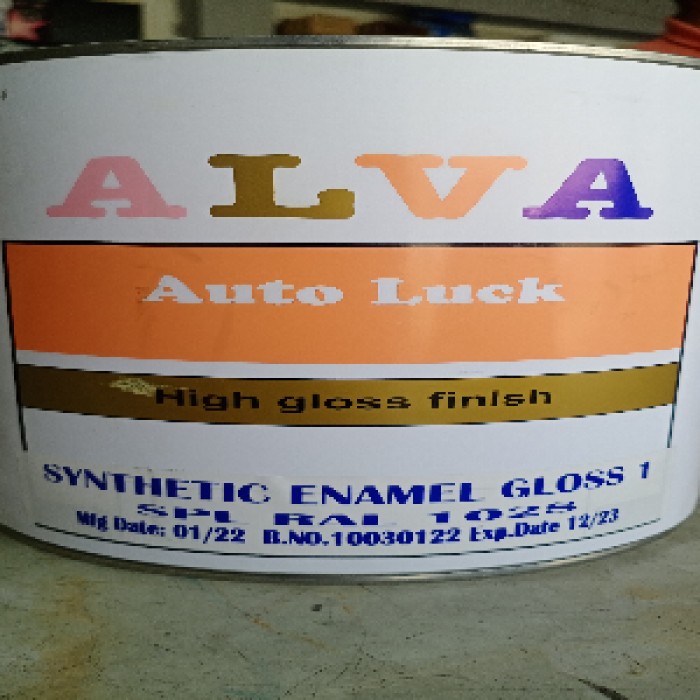 ALVA
Auto Luck
High gloss finish
SYNTHETIC ENAMEL GLOSS 1
SPL RAL 1028
Mfg Date: 01/22 B.NO.10030122 Exp.Date 12/23